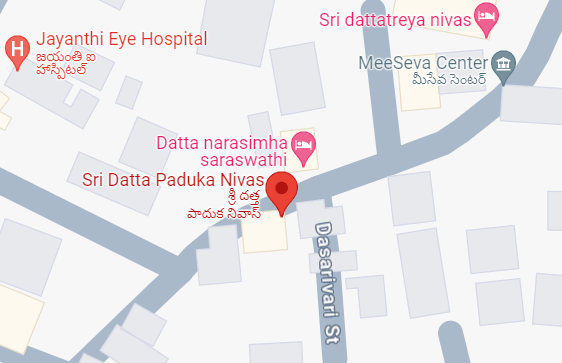 Sri dattatreya nivas
Jayanthi Eye Hospital
జయంతి ఐ
హాస్పిటల్
MeeSeva Center
మీసేవ సెంటర్
Datta narasimha
saraswathi
Sri Datta Paduka Nivas
శ్రీ దత్త
పాదుక నివాస్
Dasarivari St